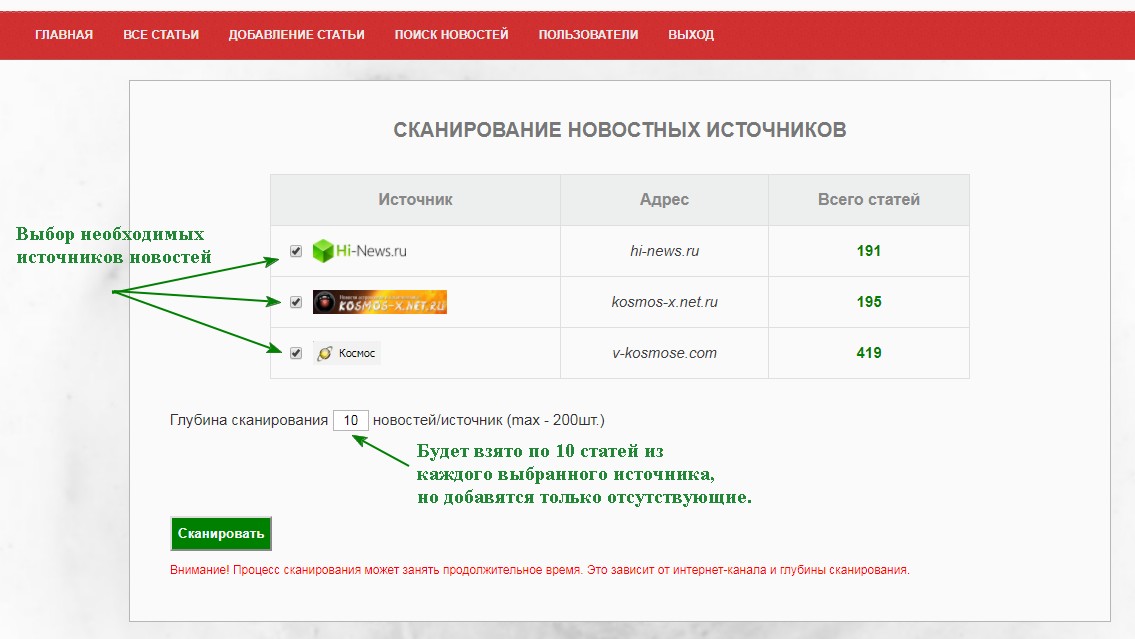 ГЛАВНАЯ ВСЕ СТАТЬИ ДОБАВЛЕНИЕ СТАТЬИ ПОИСК НОВОСТЕЙ ПОЛЬЗОВАТЕЛИ ВЫХОД
СКАНИРОВАНИЕ НОВОСТНЫХ ИСТОЧНИКОВ
Источник Адрес Всего статей
Выбор необходимых
источников новостей
Hi-News.ru hi-news.ru 191
KOSMOS-X.NET.RU kosmos-x.net.ru 195
Космос v-kosmose.com 419
Глубина сканирования 10 новостей/источник (max - 200шт.)
Будет взято по 10 статей из
каждого выбранного источника,
но добавятся только отсутствующие.
Сканировать
Внимание! Процесс сканирования может занять продолжительное время. Это зависит от интернет-канала и глубины сканирования.